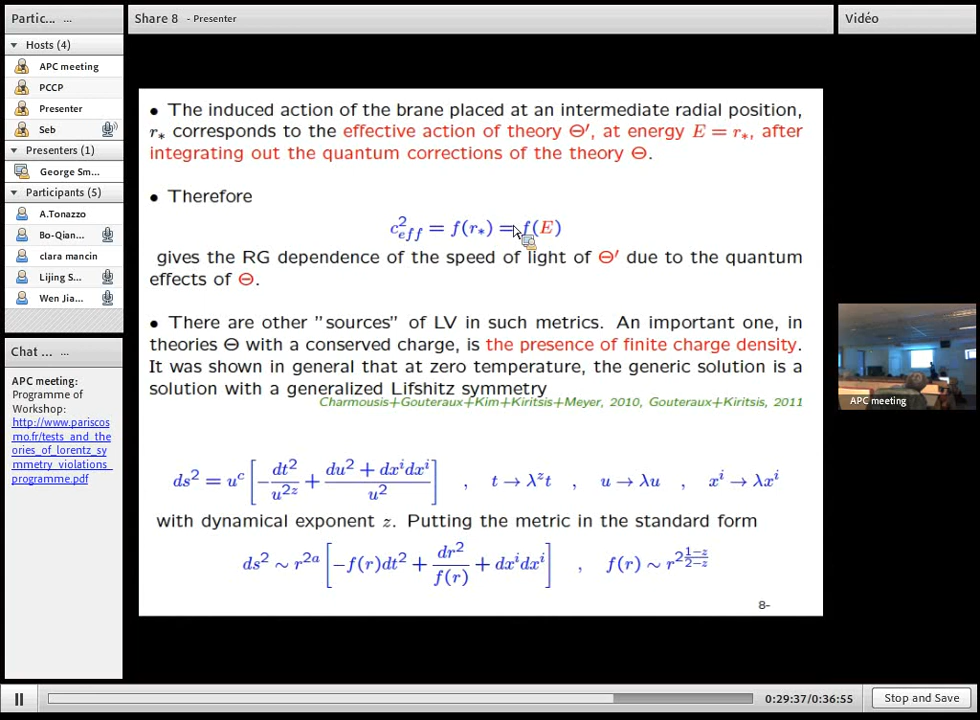 Partic... ...
Hosts (4)
APC meeting
PCCP
Presenter
Seb
Presenters (1)
George Sm...
Participants (5)
A.Tonazzo
Bo-Qian...
clara mancin
Lijing S...
Wen Jia...
Chat ... ...
APC meeting:
Programme of
Workshop:
http://www.parisco
smo.fr/tests_and_the
ories_of_lorentz_sy
mmetry_violations_
programme.pdf
Share 8 - Presenter
• The induced action of the brane placed at an intermediate radial position,
r* corresponds to the effective action of theory Θ′, at energy E = r*, after
integrating out the quantum corrections of the theory Θ.
• Therefore
c²eff = f(r*) = f(E)
gives the RG dependence of the speed of light of Θ′ due to the quantum
effects of Θ.
• There are other "sources" of LV in such metrics. An important one, in
theories Θ with a conserved charge, is the presence of finite charge density.
It was shown in general that at zero temperature, the generic solution is a
solution with a generalized Lifshitz symmetry
Charmousis+Gouteraux+Kim+Kiritsis+Meyer, 2010, Gouteraux+Kiritsis, 2011
ds² = u^c [−dt²/u^{2z} + (du² + dx^i dx^i)/u²] , t → λ^z t , u → λu , x^i → λx^i
with dynamical exponent z. Putting the metric in the standard form
ds² ∼ r^{2a} [−f(r)dt² + dr²/f(r) + dx^i dx^i] , f(r) ∼ r^{2(1−z)/(2−z)}
8-
Vidéo
APC meeting
0:29:37/0:36:55
Stop and Save